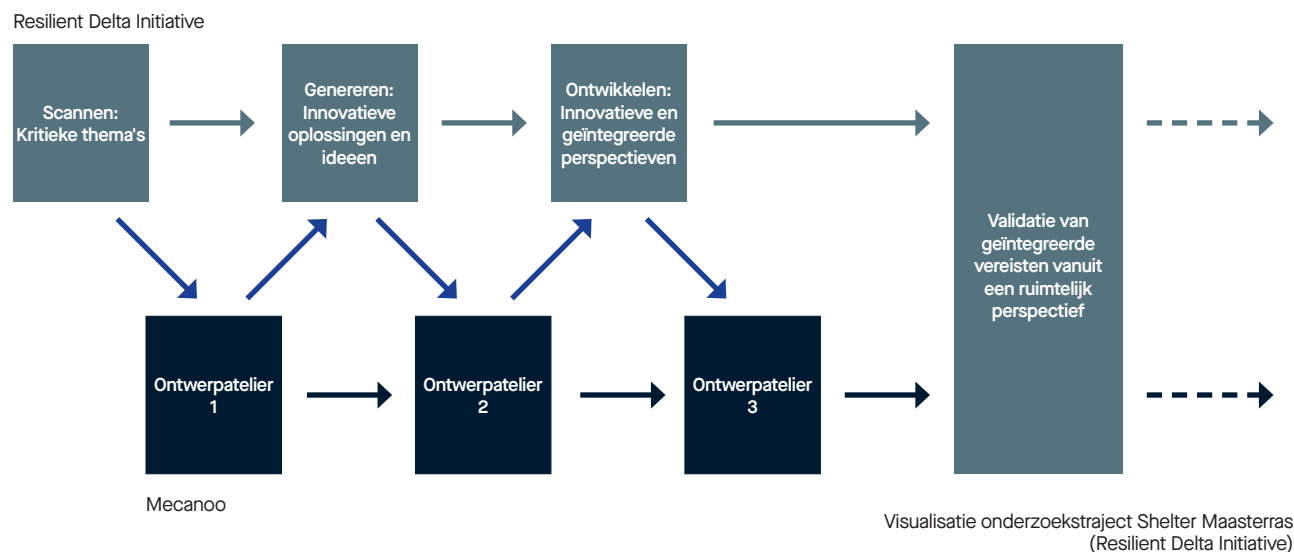 Resilient Delta Initiative
Scannen:
Kritieke thema's
Genereren:
Innovatieve
oplossingen en
ideeen
Ontwikkelen:
Innovatieve en
geïntegreerde
perspectieven
Validatie van
geïntegreerde
vereisten vanuit
een ruimtelijk
perspectief
Ontwerpatelier
1
Ontwerpatelier
2
Ontwerpatelier
3
Mecanoo
Visualisatie onderzoekstraject Shelter Maasterras
(Resilient Delta Initiative)